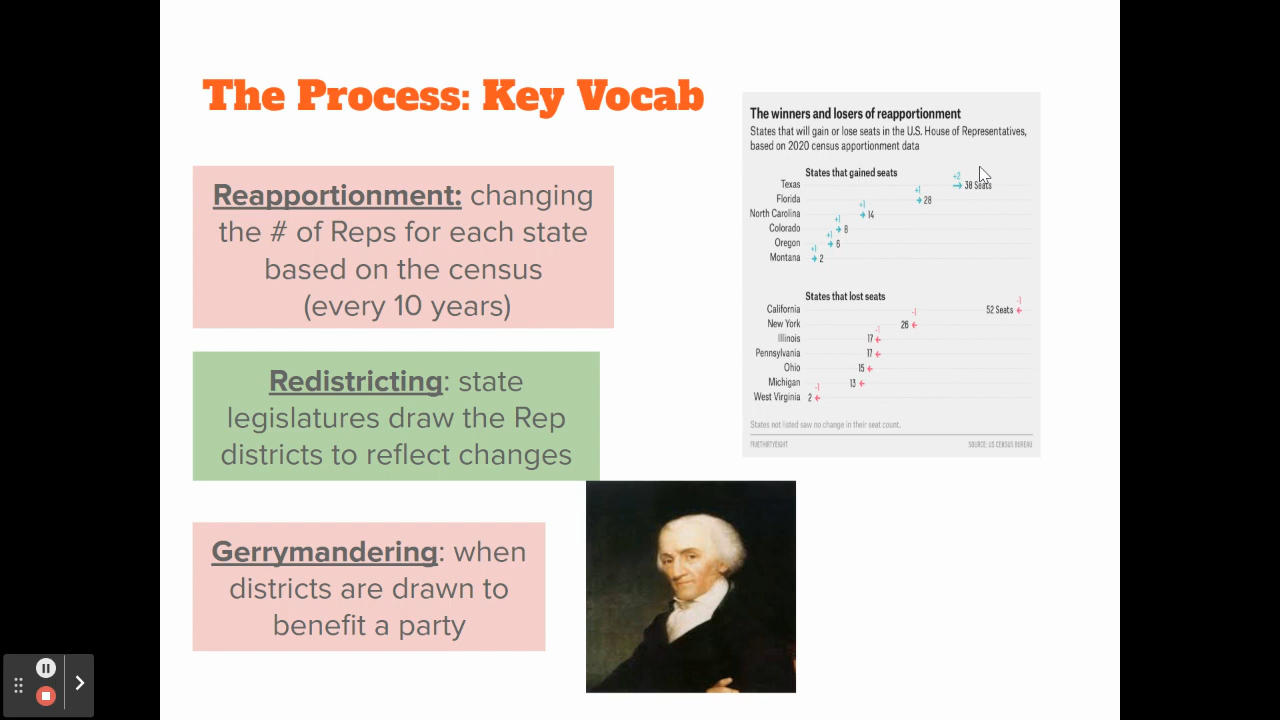 The Process: Key Vocab
Reapportionment: changing
the # of Reps for each state
based on the census
(every 10 years)
Redistricting: state
legislatures draw the Rep
districts to reflect changes
Gerrymandering: when
districts are drawn to
benefit a party
The winners and losers of reapportionment
States that will gain or lose seats in the U.S. House of Representatives,
based on 2020 census apportionment data
States that gained seats
+2
Texas 38 Seats
+1
Florida 28
+1
North Carolina 14
+1
Colorado 8
+1
Oregon 6
+1
Montana 2
States that lost seats
-1
California 52 Seats
-1
New York 26
-1
Illinois 17
Pennsylvania 17
Ohio 15
Michigan 13
-1
West Virginia 2
States not listed saw no change in their seat count.
FIVETHIRTYEIGHT SOURCE: US CENSUS BUREAU